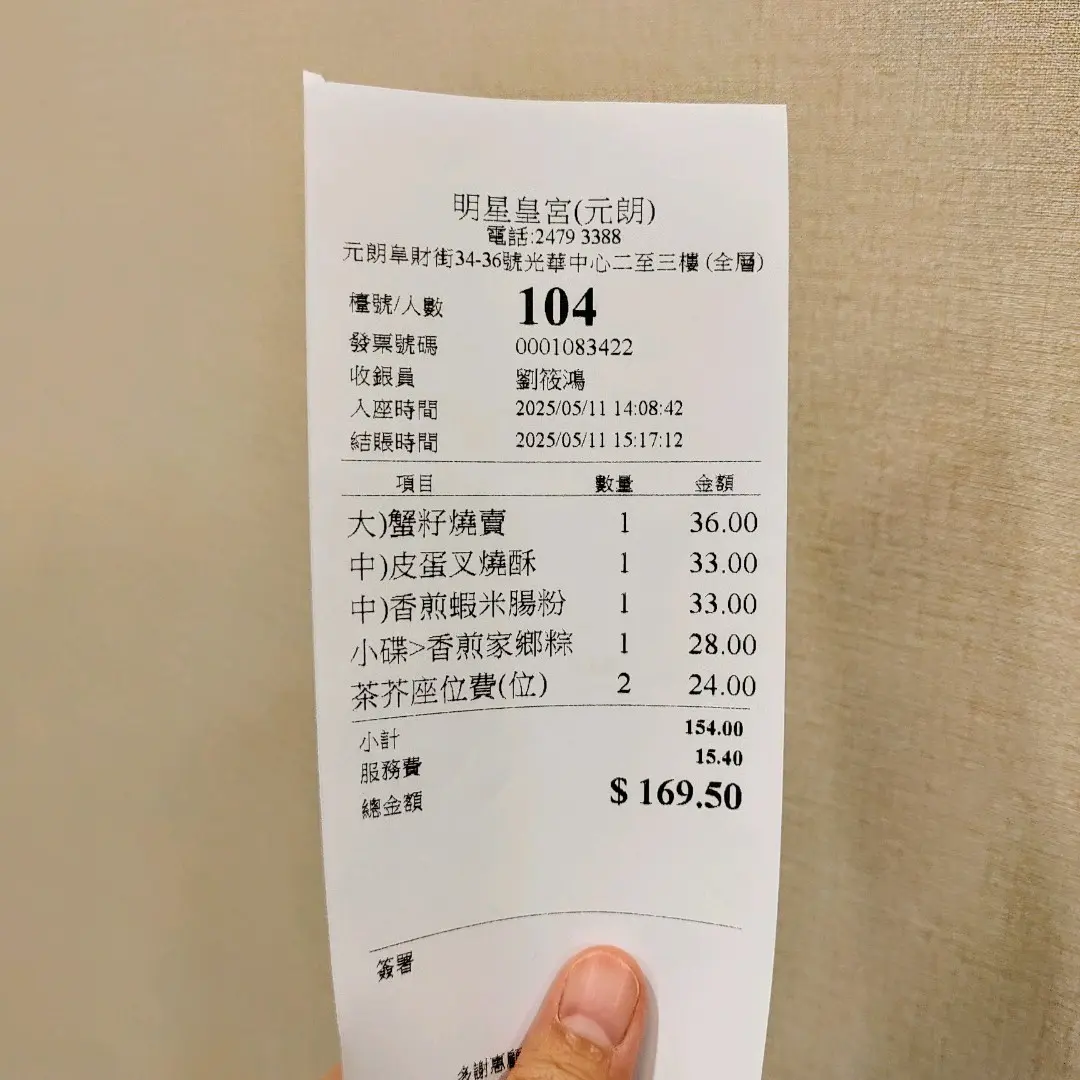 明星皇宮(元朗)
電話:2479 3388
元朗阜財街34-36號光華中心二至三樓 (全層)
檯號/人數 104
發票號碼 0001083422
收銀員 劉筱鴻
入座時間 2025/05/11 14:08:42
結賬時間 2025/05/11 15:17:12
項目 數量 金額
大)蟹籽燒賣 1 36.00
中)皮蛋叉燒酥 1 33.00
中)香煎蝦米腸粉 1 33.00
小碟>香煎家鄉粽 1 28.00
茶芥座位費(位) 2 24.00
小計 154.00
服務費 15.40
總金額 $ 169.50
簽署
多謝惠顧